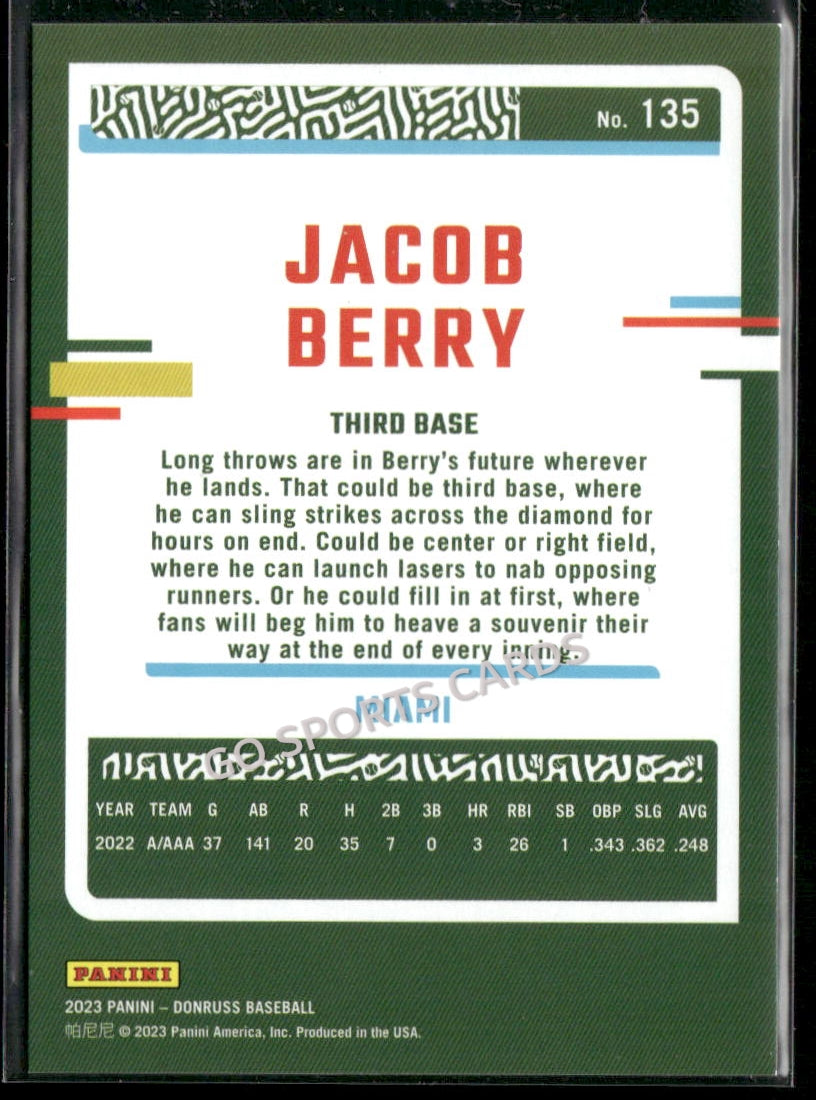 No. 135
JACOB
BERRY
THIRD BASE
Long throws are in Berry's future wherever
he lands. That could be third base, where
he can sling strikes across the diamond for
hours on end. Could be center or right field,
where he can launch lasers to nab opposing
runners. Or he could fill in at first, where
fans will beg him to heave a souvenir their
way at the end of every inning.
GO SPORTS CARDS
MIAMI
YEAR TEAM G AB R H 2B 3B HR RBI SB OBP SLG AVG
2022 A/AAA 37 141 20 35 7 0 3 26 1 .343 .362 .248
PANINI
2023 PANINI – DONRUSS BASEBALL
帕尼尼 © 2023 Panini America, Inc. Produced in the USA.